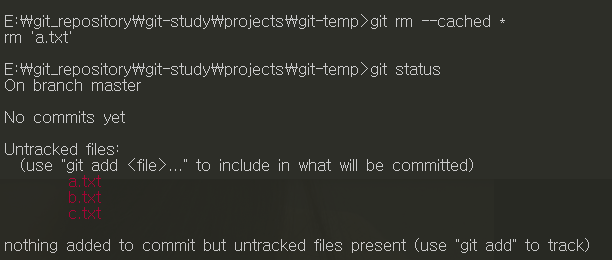 E:₩git_repository₩git-study₩projects₩git-temp>git rm --cached *
rm 'a.txt'
E:₩git_repository₩git-study₩projects₩git-temp>git status
On branch master
No commits yet
Untracked files:
(use "git add <file>..." to include in what will be committed)
a.txt
b.txt
c.txt
nothing added to commit but untracked files present (use "git add" to track)